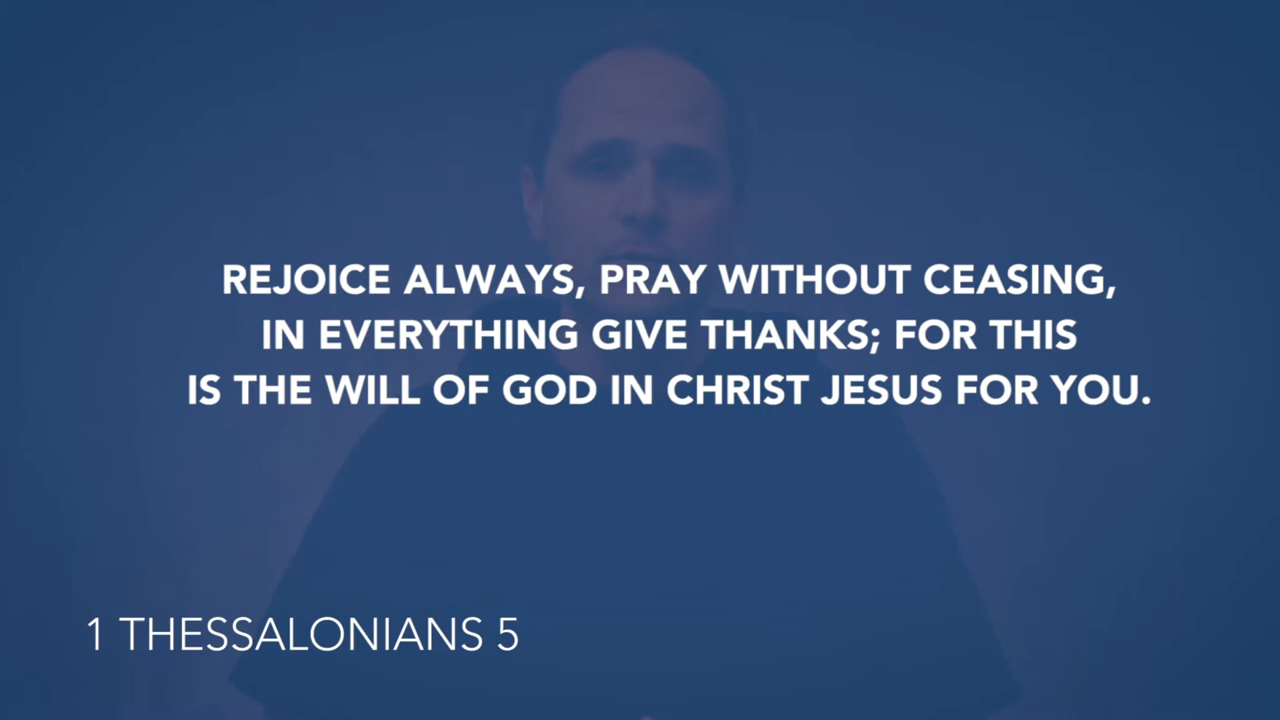 REJOICE ALWAYS, PRAY WITHOUT CEASING,
IN EVERYTHING GIVE THANKS; FOR THIS
IS THE WILL OF GOD IN CHRIST JESUS FOR YOU.
1 THESSALONIANS 5